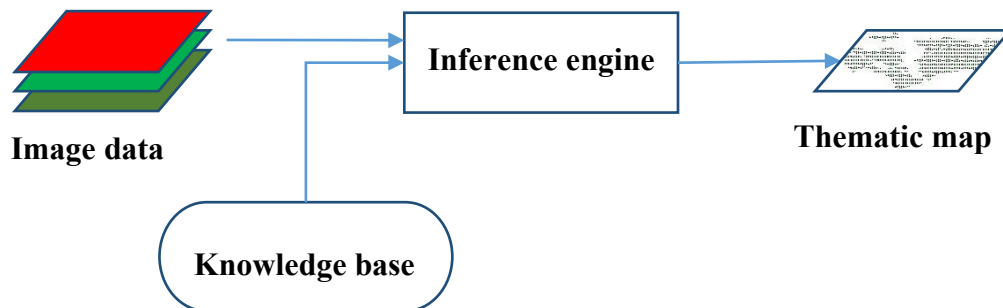 Inference engine
Image data
Thematic map
Knowledge base